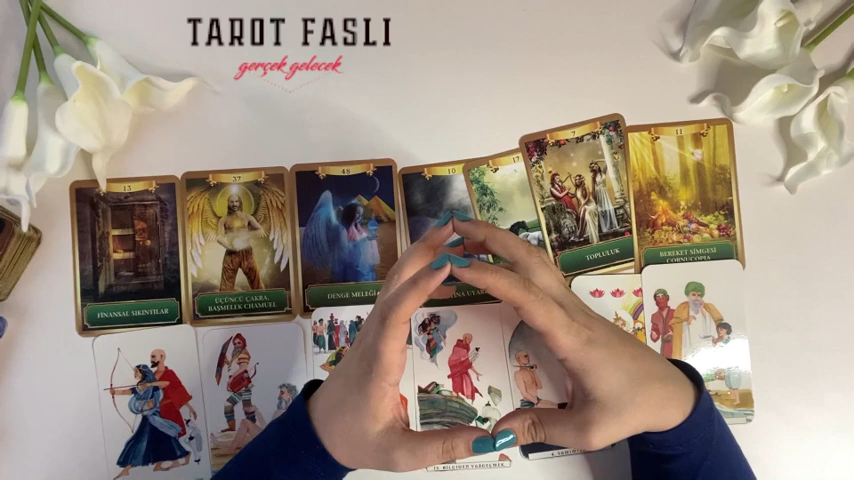 TAROT FASLI
gerçek gelecek
13
FİNANSAL SIKINTILAR
37
ÜÇÜNCÜ ÇAKRA,
BAŞMELEK CHAMUEL
48
DENGE MELEĞİ
10
17
7
TOPLULUK
11
BEREKET SİMGESİ
CORNUCOPIA